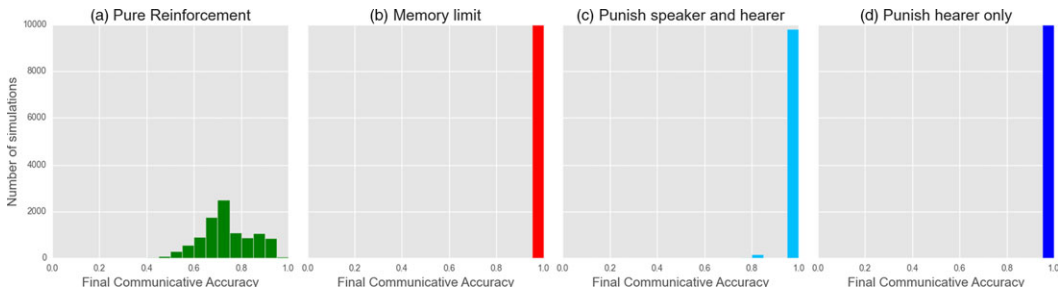 (a) Pure Reinforcement
(b) Memory limit
(c) Punish speaker and hearer
(d) Punish hearer only
Number of simulations
10000
8000
6000
4000
2000
0
0.0 0.2 0.4 0.6 0.8 1.0
0.0 0.2 0.4 0.6 0.8 1.0
0.0 0.2 0.4 0.6 0.8 1.0
0.0 0.2 0.4 0.6 0.8 1.0
Final Communicative Accuracy
Final Communicative Accuracy
Final Communicative Accuracy
Final Communicative Accuracy